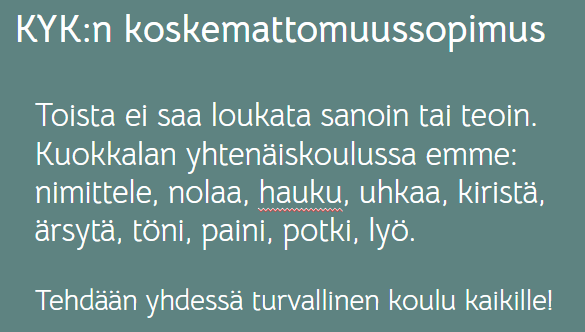 KYK:n koskemattomuussopimus
Toista ei saa loukata sanoin tai teoin.
Kuokkalan yhtenäiskoulussa emme:
nimittele, nolaa, hauku, uhkaa, kiristä,
ärsytä, töni, paini, potki, lyö.
Tehdään yhdessä turvallinen koulu kaikille!